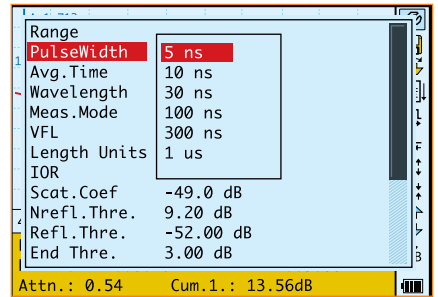 Range
PulseWidth 5 ns
Avg.Time 10 ns
Wavelength 30 ns
Meas.Mode 100 ns
VFL 300 ns
Length Units 1 us
IOR
Scat.Coef -49.0 dB
Nrefl.Thre. 9.20 dB
Refl.Thre. -52.00 dB
End Thre. 3.00 dB
Attn.: 0.54 Cum.1.: 13.56dB